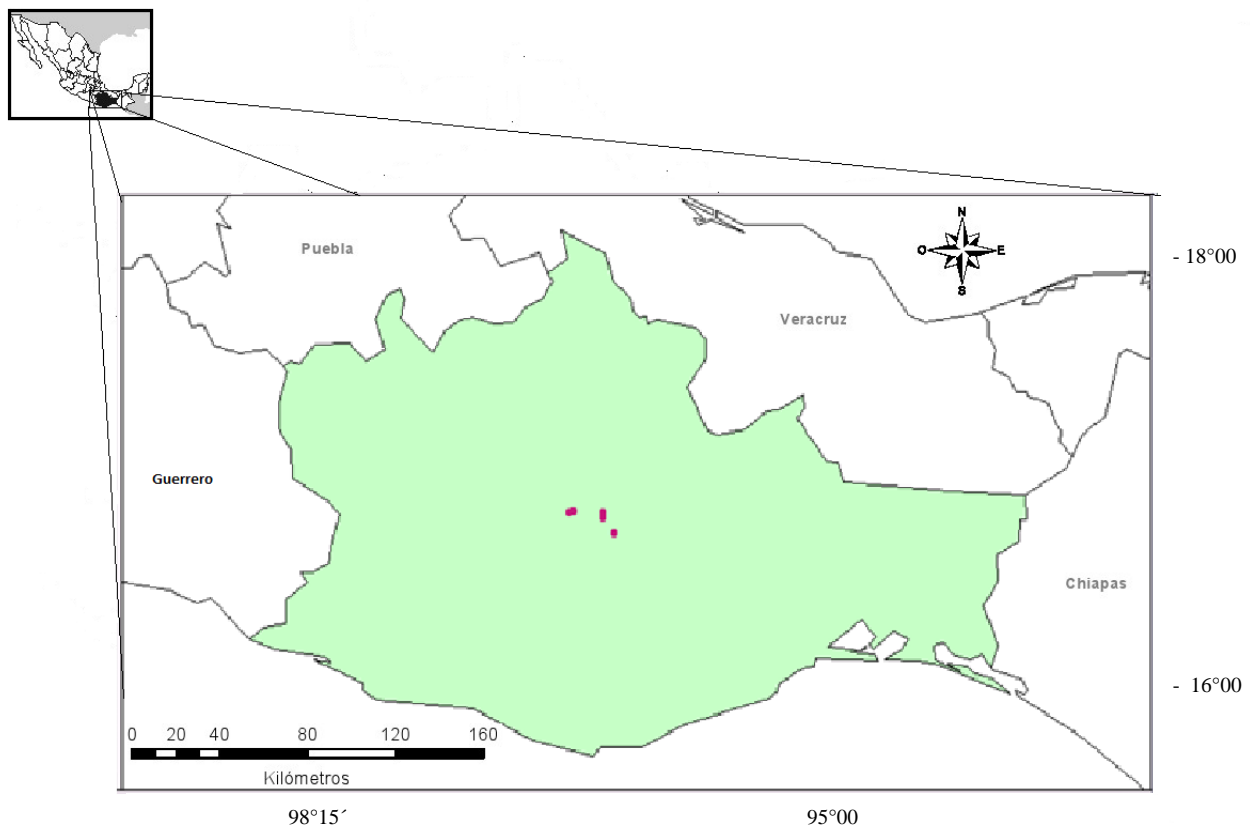 N
O
E
S
Puebla
- 18°00
Veracruz
Guerrero
Chiapas
- 16°00
0 20 40 80 120 160
Kilómetros
98°15´
95°00